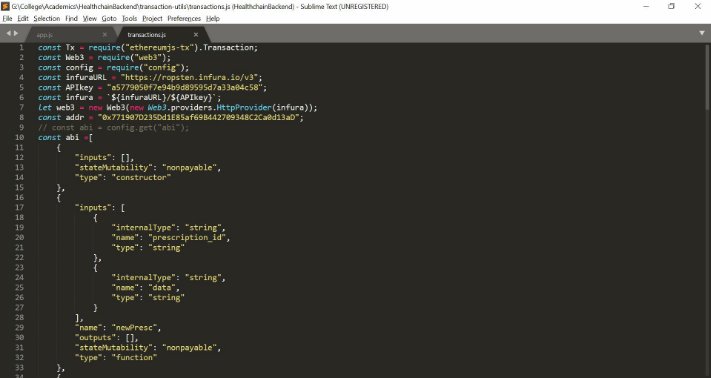 G:\College\Academics\HealthchainBackend\transaction-utils\transactions.js (HealthchainBackend) - Sublime Text (UNREGISTERED)
File Edit Selection Find View Goto Tools Project Preferences Help
app.js × transactions.js ×
1 const Tx = require("ethereumjs-tx").Transaction;
2 const Web3 = require("web3");
3 const config = require("config");
4 const infuraURL = "https://ropsten.infura.io/v3";
5 const APIkey = "a5779050f7e94b9d89595d7a33a04c58";
6 const infura = `${infuraURL}/${APIkey}`;
7 let web3 = new Web3(new Web3.providers.HttpProvider(infura));
8 const addr = "0x771907D235Dd1E85af69B442709348C2Ca0d13aD";
9 // const abi = config.get("abi");
10 const abi =[
11 {
12 "inputs": [],
13 "stateMutability": "nonpayable",
14 "type": "constructor"
15 },
16 {
17 "inputs": [
18 {
19 "internalType": "string",
20 "name": "prescription_id",
21 "type": "string"
22 },
23 {
24 "internalType": "string",
25 "name": "data",
26 "type": "string"
27 }
28 ],
29 "name": "newPresc",
30 "outputs": [],
31 "stateMutability": "nonpayable",
32 "type": "function"
33 },
34 {